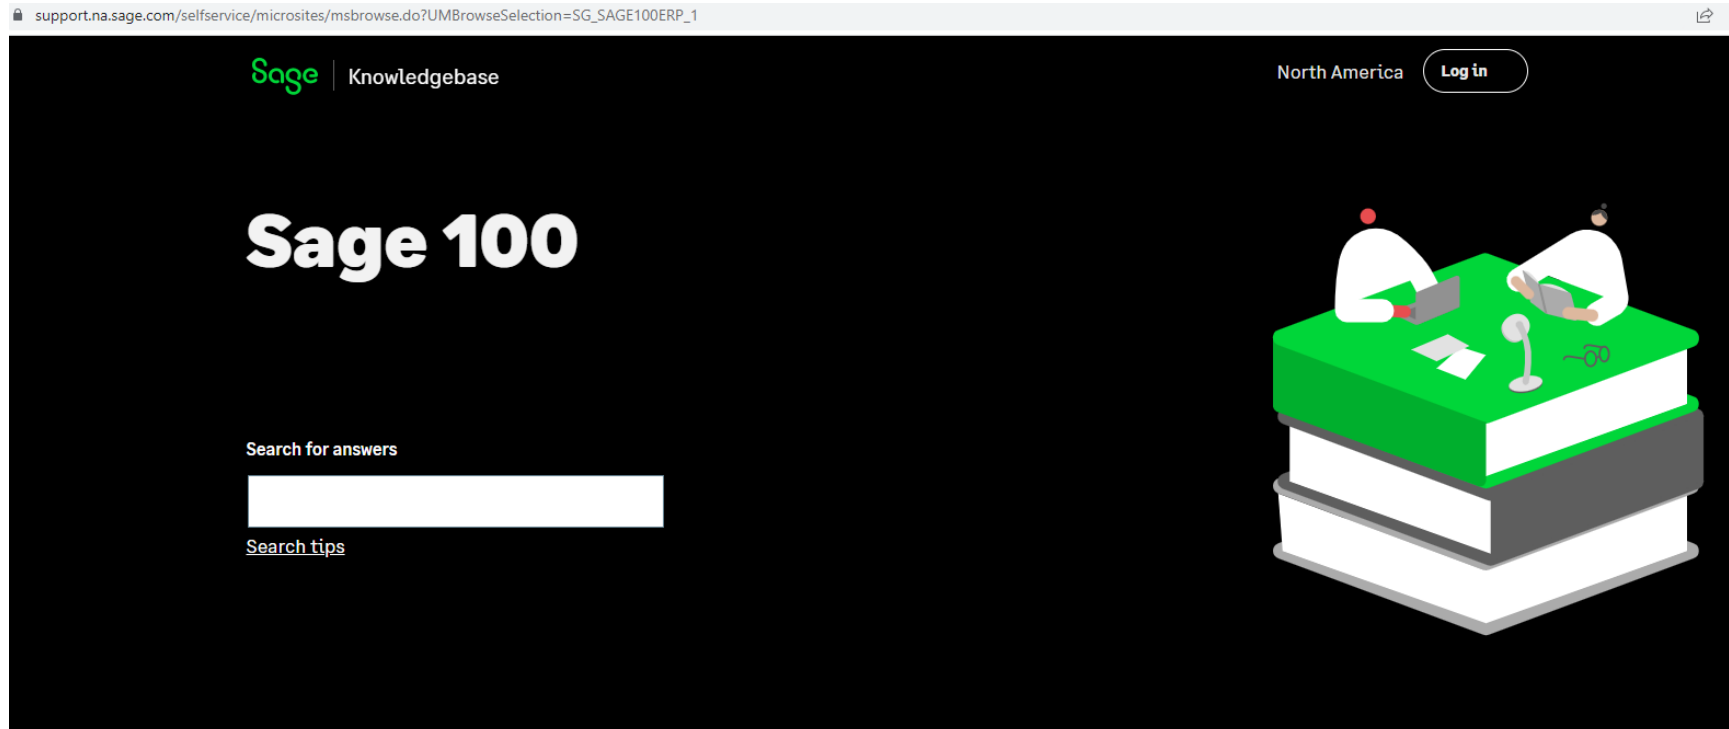 support.na.sage.com/selfservice/microsites/msbrowse.do?UMBrowseSelection=SG_SAGE100ERP_1
Sage | Knowledgebase
North America
Log in
Sage 100
Search for answers
Search tips